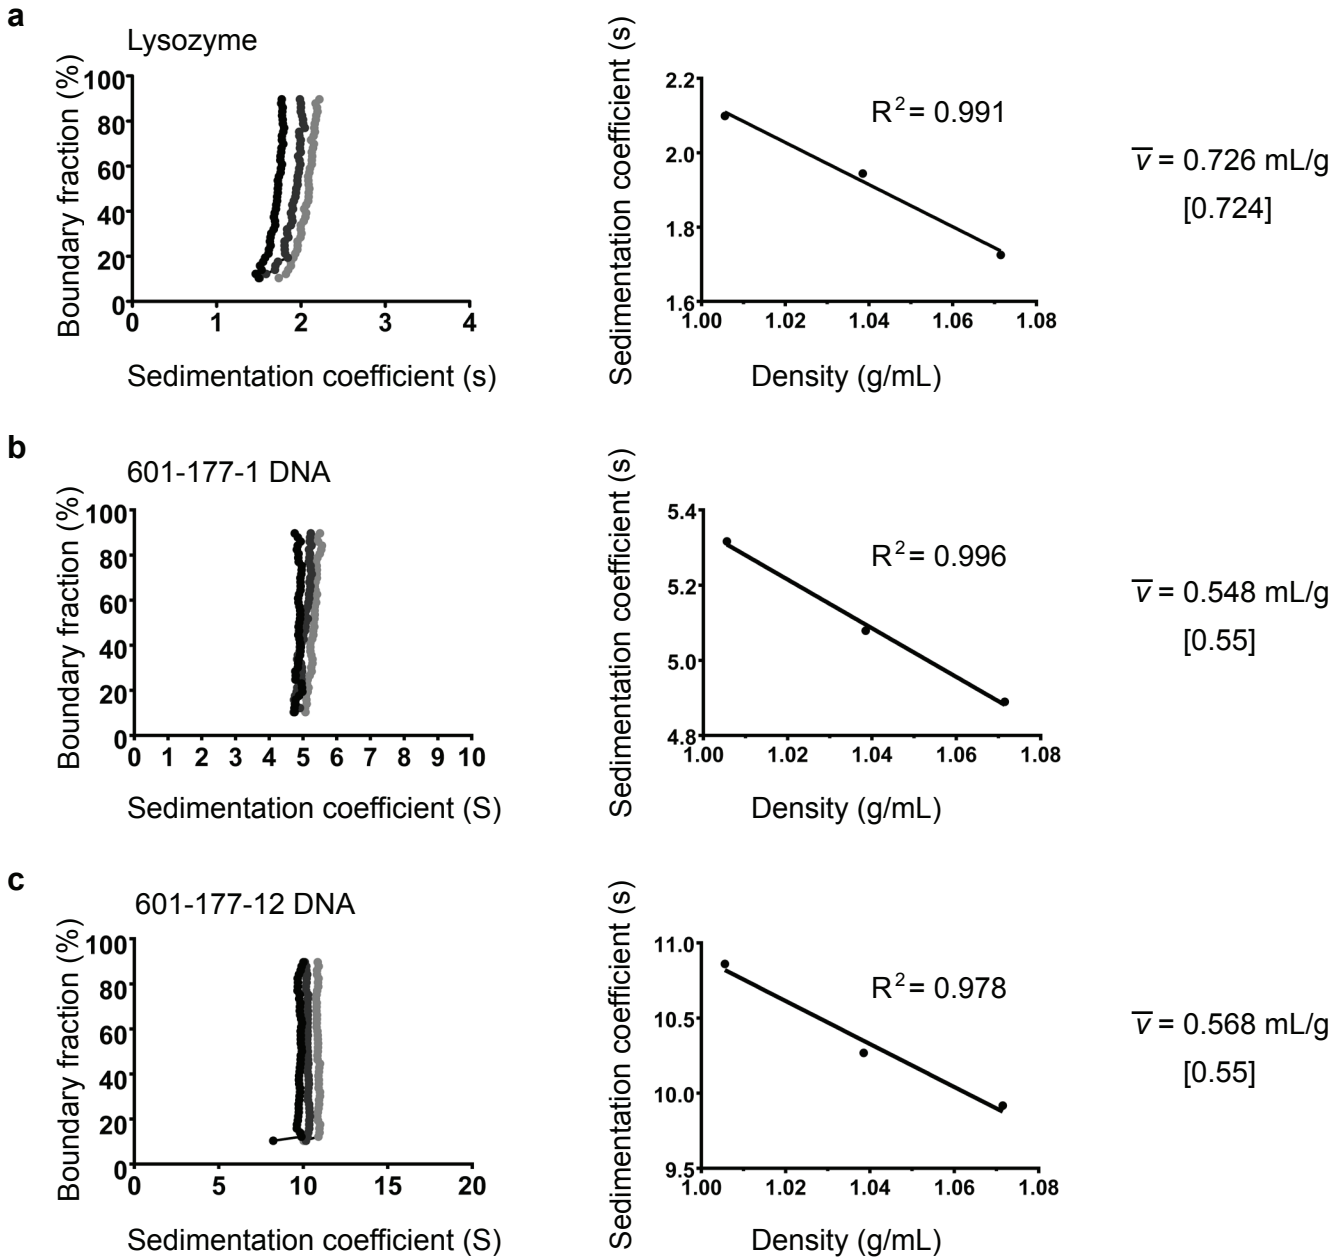 a
Lysozyme
Boundary fraction (%)
100
80
60
40
20
0
0 1 2 3 4
Sedimentation coefficient (s)
Sedimentation coefficient (s)
2.2
2.0
1.8
1.6
1.00 1.02 1.04 1.06 1.08
Density (g/mL)
R² = 0.991
v̅ = 0.726 mL/g
[0.724]
b
601-177-1 DNA
Boundary fraction (%)
100
80
60
40
20
0
0 1 2 3 4 5 6 7 8 9 10
Sedimentation coefficient (S)
Sedimentation coefficient (s)
5.4
5.2
5.0
4.8
1.00 1.02 1.04 1.06 1.08
Density (g/mL)
R² = 0.996
v̅ = 0.548 mL/g
[0.55]
c
601-177-12 DNA
Boundary fraction (%)
100
80
60
40
20
0
0 5 10 15 20
Sedimentation coefficient (S)
Sedimentation coefficient (s)
11.0
10.5
10.0
9.5
1.00 1.02 1.04 1.06 1.08
Density (g/mL)
R² = 0.978
v̅ = 0.568 mL/g
[0.55]